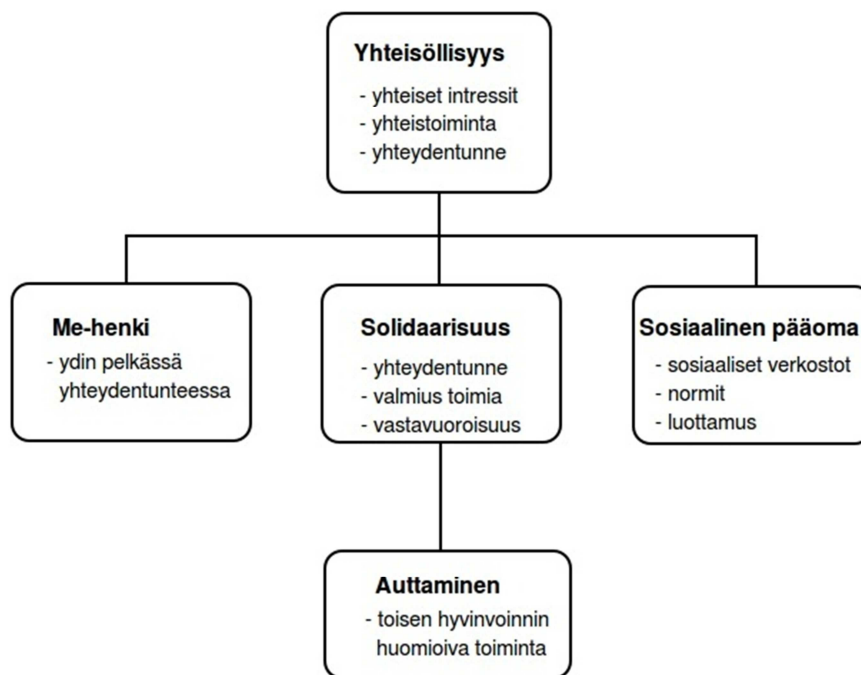 Yhteisöllisyys
- yhteiset intressit
- yhteistoiminta
- yhteydentunne
Me-henki
- ydin pelkässä
yhteydentunteessa
Solidaarisuus
- yhteydentunne
- valmius toimia
- vastavuoroisuus
Sosiaalinen pääoma
- sosiaaliset verkostot
- normit
- luottamus
Auttaminen
- toisen hyvinvoinnin
huomioiva toiminta